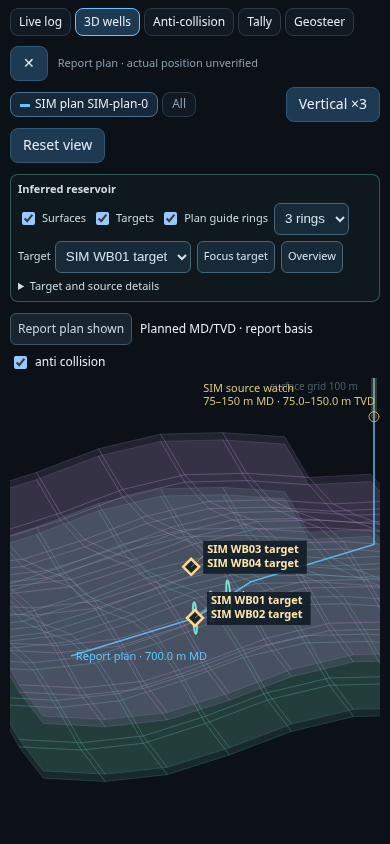 Live log 3D wells Anti-collision Tally Geosteer
✕ Report plan · actual position unverified
SIM plan SIM-plan-0 All Vertical ×3
Reset view
Inferred reservoir
Surfaces Targets Plan guide rings 3 rings
Target SIM WB01 target Focus target Overview
Target and source details
Report plan shown Planned MD/TVD · report basis
anti collision
SIM source watch
grid 100 m
75–150 m MD · 75.0–150.0 m TVD
SIM WB03 target
SIM WB04 target
SIM WB01 target
SIM WB02 target
Report plan · 700.0 m MD